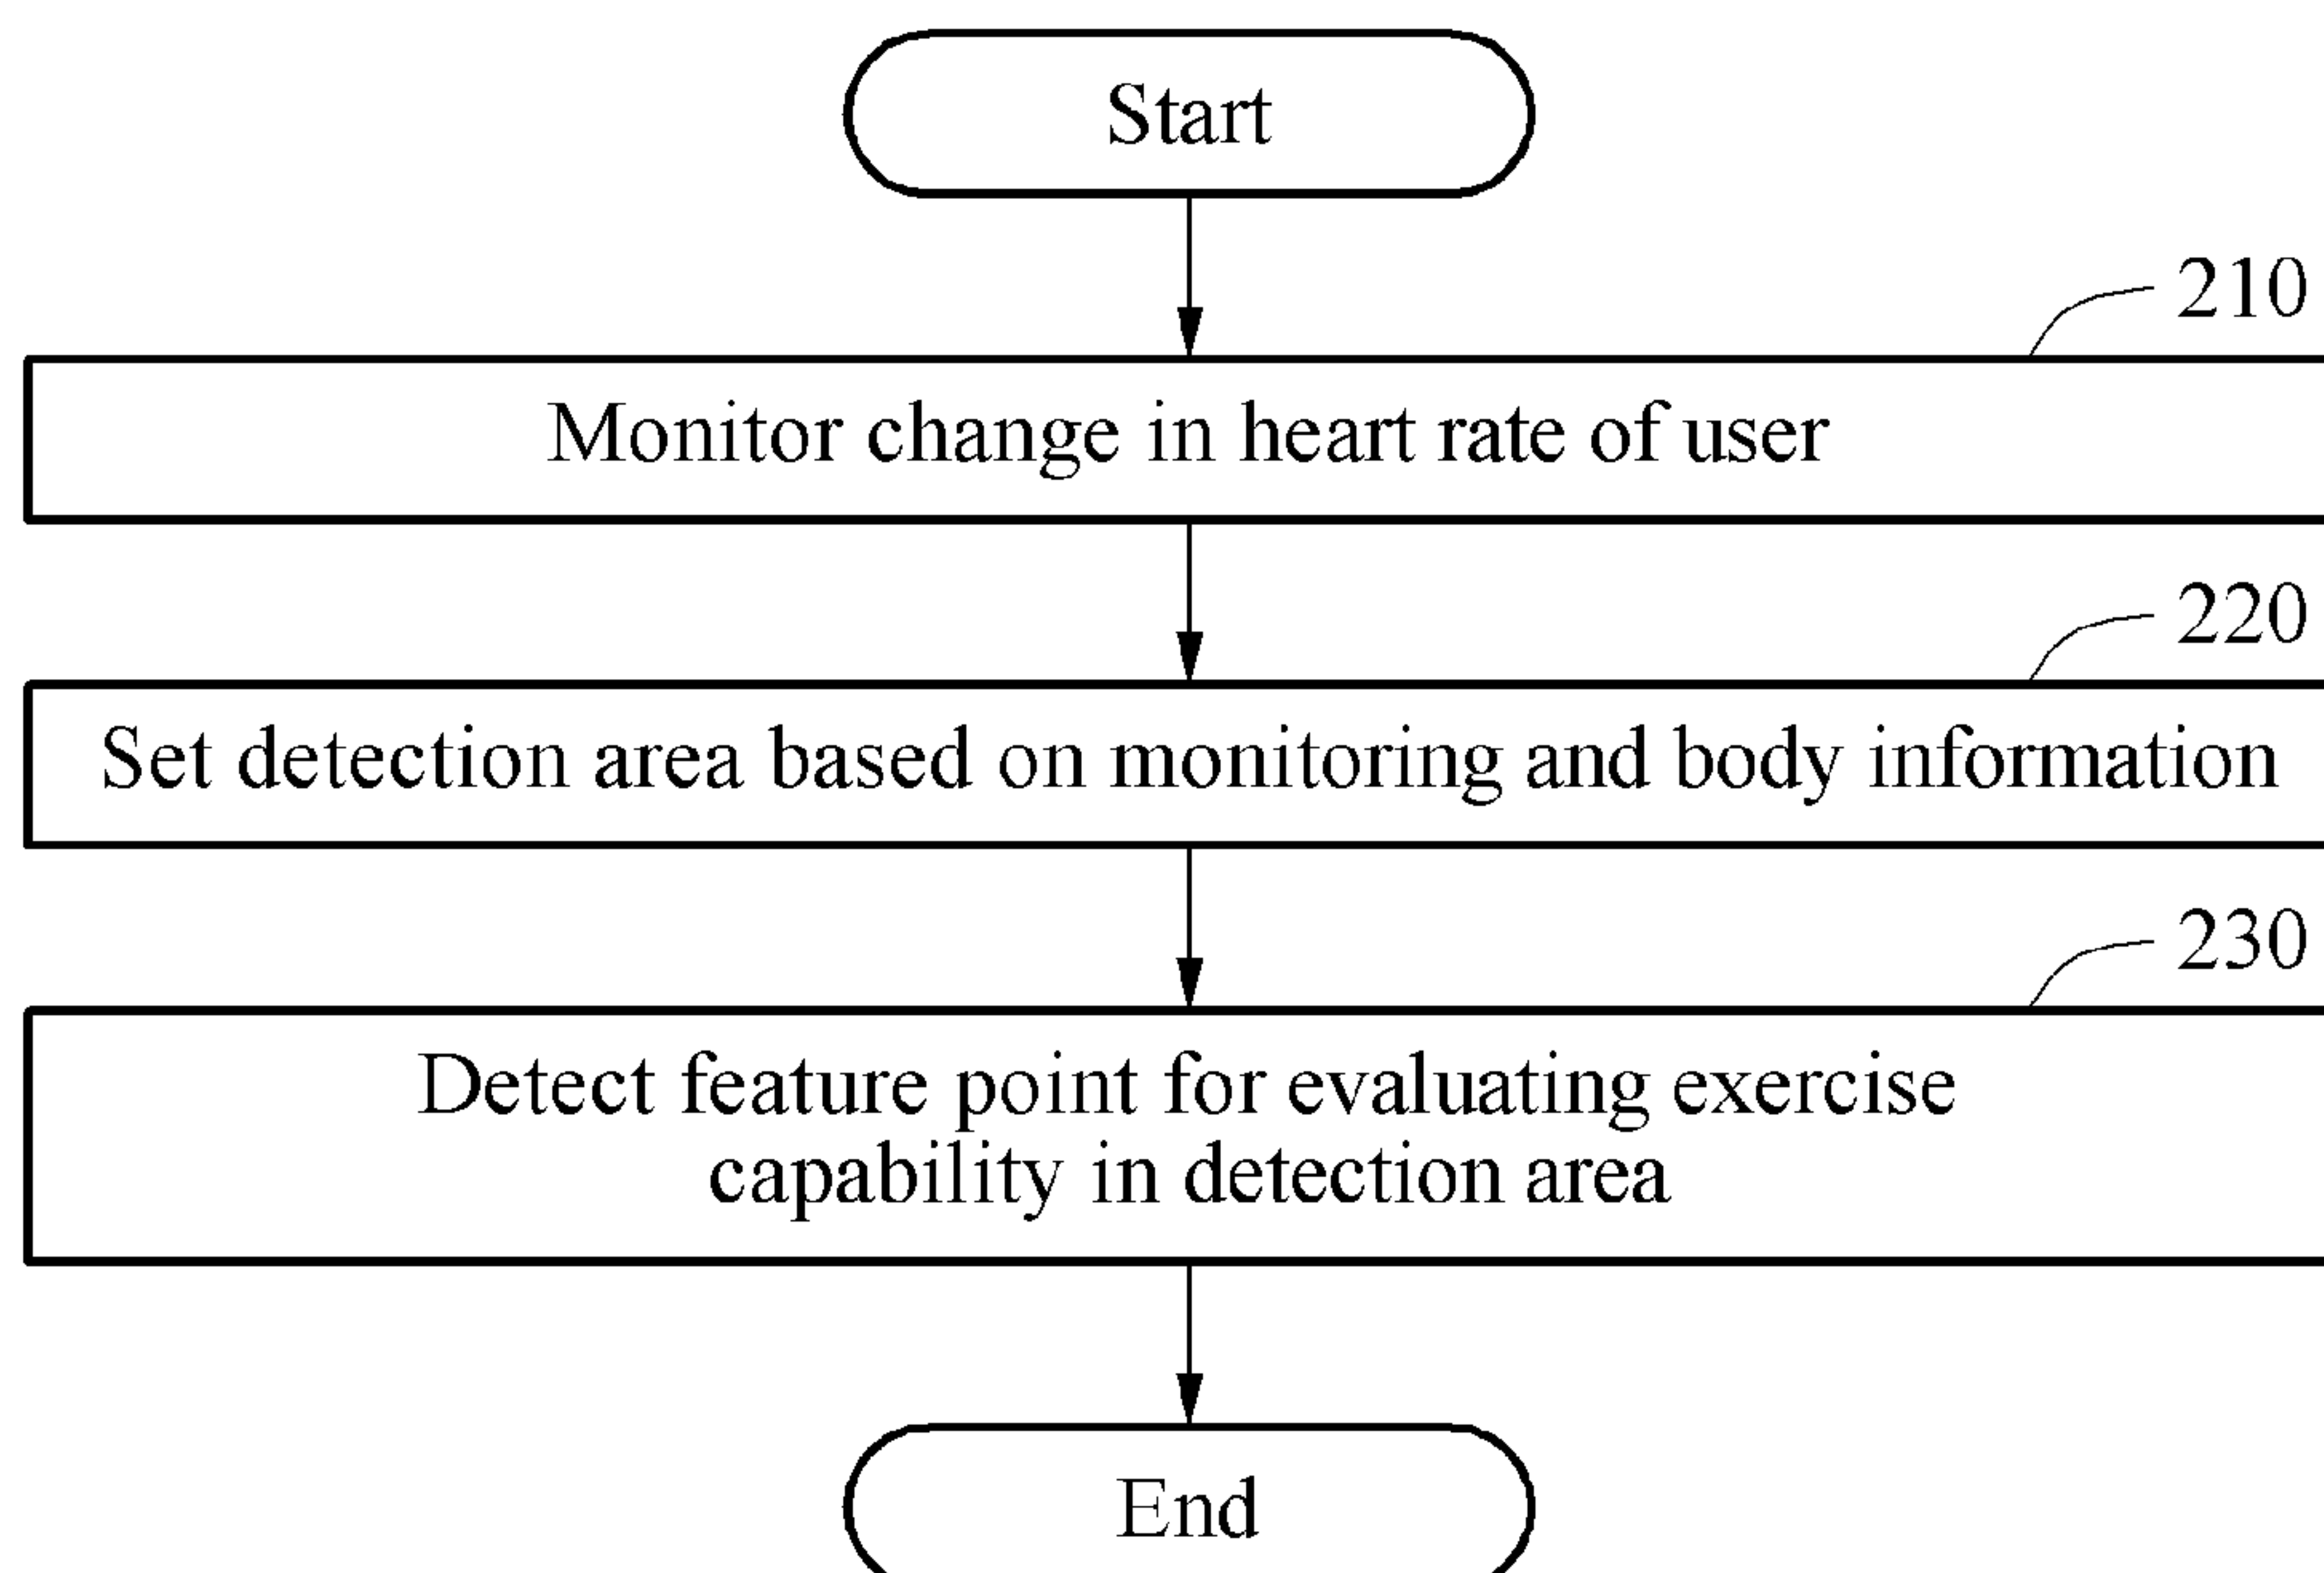 Start
210
Monitor change in heart rate of user
220
Set detection area based on monitoring and body information
230
Detect feature point for evaluating exercise
capability in detection area
End